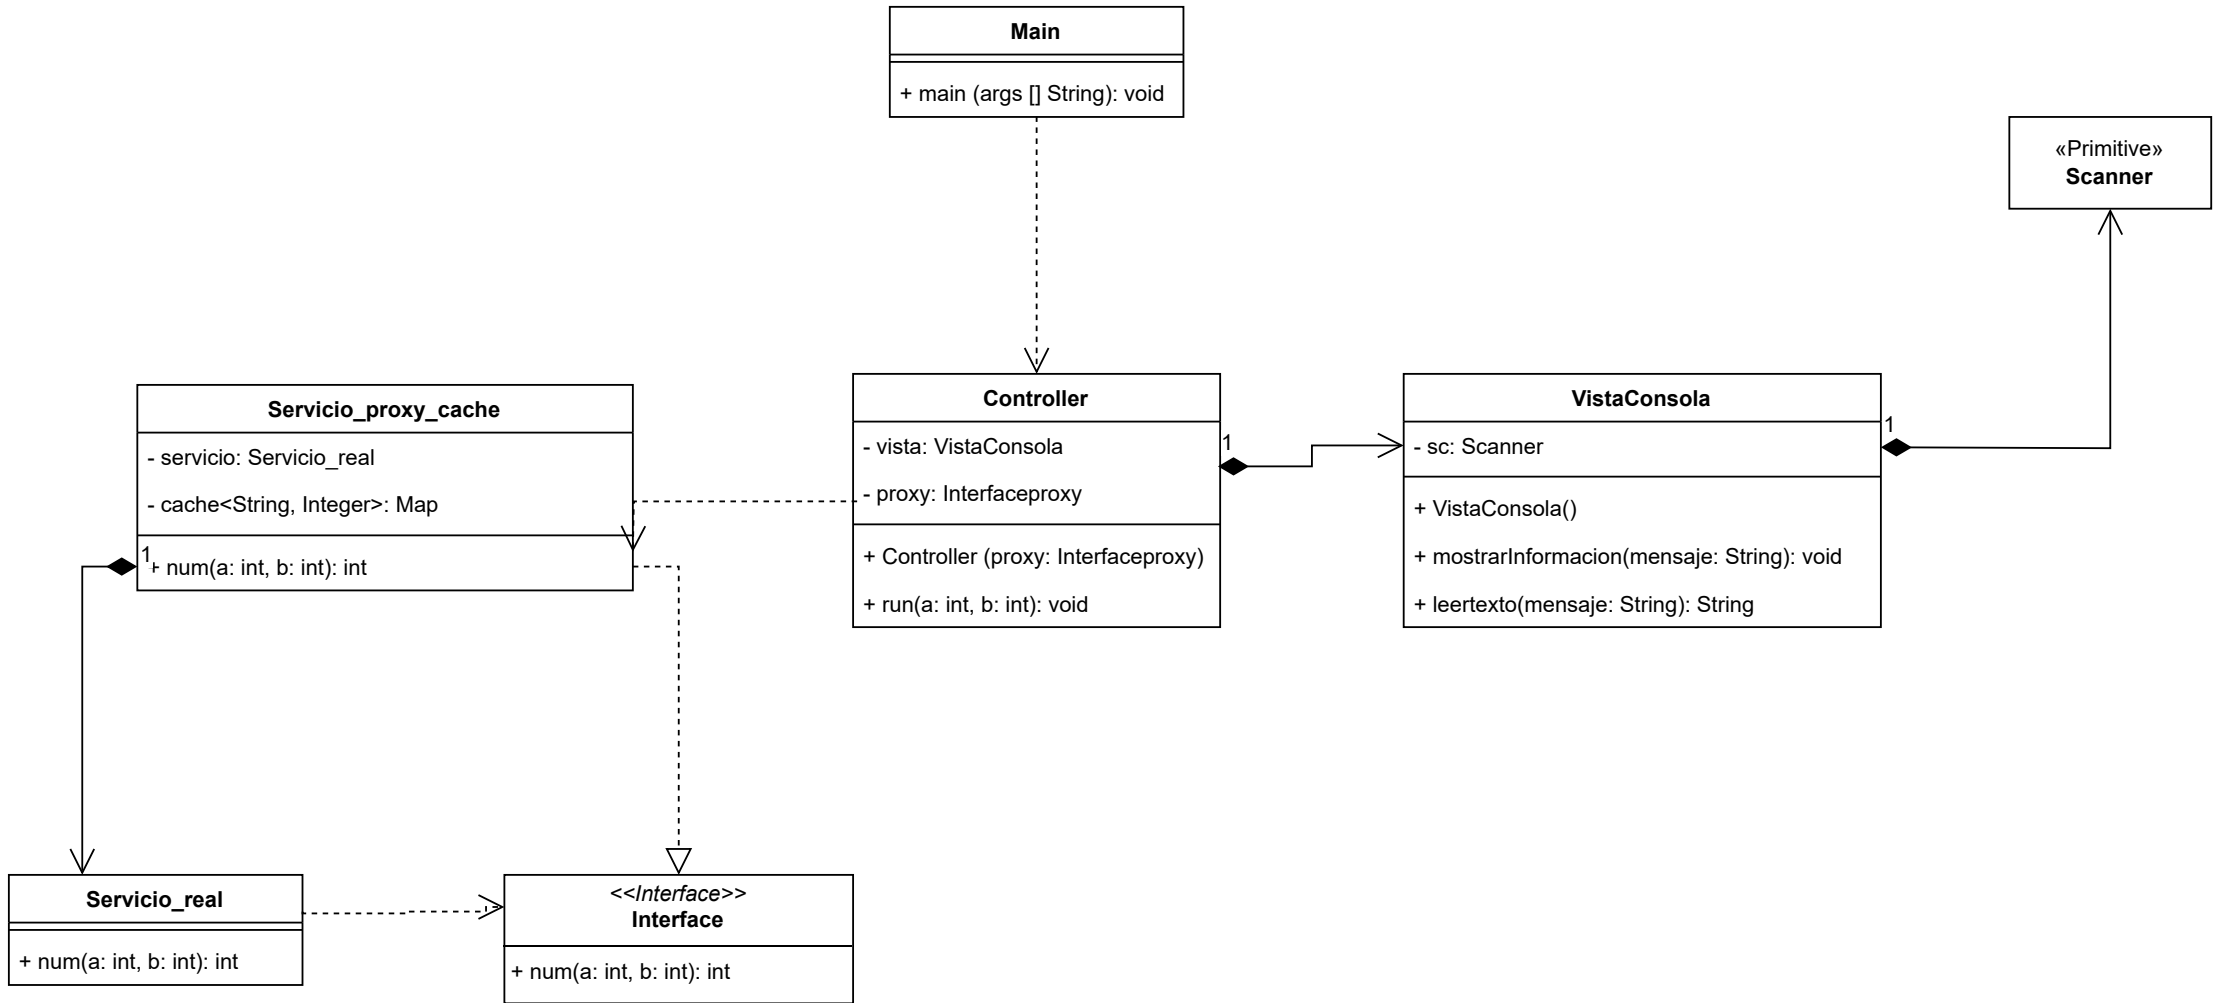 Main
+ main (args [] String): void
«Primitive»
Scanner
Servicio_proxy_cache
- servicio: Servicio_real
- cache<String, Integer>: Map
1
+ num(a: int, b: int): int
Controller
- vista: VistaConsola
- proxy: Interfaceproxy
+ Controller (proxy: Interfaceproxy)
+ run(a: int, b: int): void
1
VistaConsola
- sc: Scanner
+ VistaConsola()
+ mostrarInformacion(mensaje: String): void
+ leertexto(mensaje: String): String
1
Servicio_real
+ num(a: int, b: int): int
<<Interface>>
Interface
+ num(a: int, b: int): int